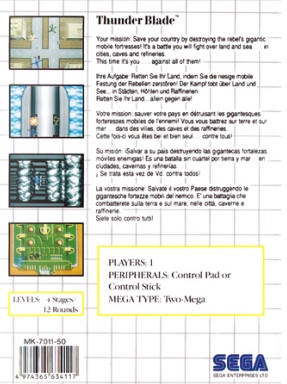 Thunder Blade™
Your mission: Save your country by destroying the rebel's gigantic
mobile fortresses! It's a battle you will fight over land and sea ... in
cities, caves and refineries.
This time it's you ... against all of them!
Ihre Aufgabe: Retten Sie Ihr Land, indem Sie die riesige mobile
Festung der Rebellen zerstören! Der Kampf tobt über Land und
See... in Städten, Höhlen und Raffinerien
Retten Sie Ihr Land... allein gegen alle!
Votre mission: sauver votre pays en détruisant les gigantesques
forteresses mobiles de l'ennemi! Vous vous battrez sur terre et sur
mer ... dans des villes, des caves et des raffineries.
Cette fois-ci vous êtes bel et bien seul ... contre tous!
Su misión: ¡Salvar a su país destruyendo las gigantecas fortalezas
móviles enemigas! Es una batalla sin cuartel por tierra y mar ... en
ciudades, cavernas y refinerias.
¡ Se trata esta vez de Vd. contra todos!
La vostra missione: Salvate il vostro Paese distruggendo le
gigantesche fortezze mobili del nemico. E' una battaglia che
combatterete sulla terra e sul mare, nelle città, caverne e
raffinerie.
Siete solo contro tutti!
PLAYERS: 1
PERIPHERALS: Control Pad or
Control Stick
MEGA TYPE: Two-Mega
LEVELS: 4 Stages/
12 Rounds
MK-7011-50
4 974365 634117
SEGA
SEGA ENTERPRISES LTD.